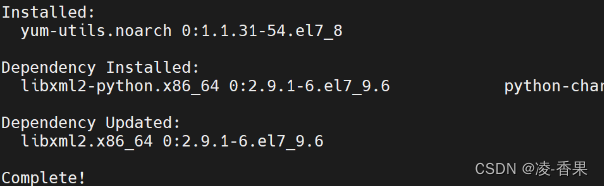 Installed:
yum-utils.noarch 0:1.1.31-54.el7_8
Dependency Installed:
libxml2-python.x86_64 0:2.9.1-6.el7_9.6 python-char
Dependency Updated:
libxml2.x86_64 0:2.9.1-6.el7_9.6
Complete!
CSDN @凌-香果